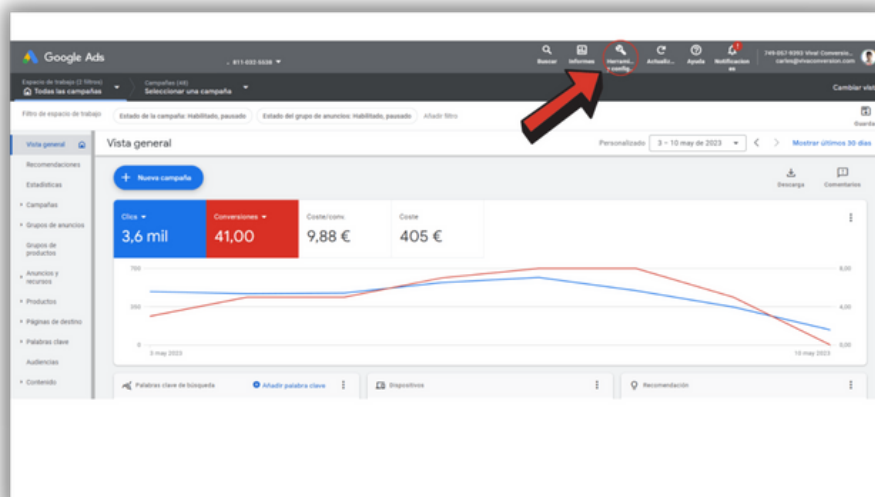 Google Ads
Buscar
Informes
Herrami...
y config...
Actualiz...
Ayuda
Notificacion
es
Espacio de trabajo (2 filtros)
Todas las campañas
Campañas (46)
Seleccionar una campaña
Cambiar vist
Filtro de espacio de trabajo
Estado de la campaña: Habilitado, pausado
Estado del grupo de anuncios: Habilitado, pausado
Añadir filtro
Guarda
Vista general
Recomendaciones
Estadísticas
Campañas
Grupos de anuncios
Grupos de
productos
Anuncios y
recursos
Productos
Páginas de destino
Palabras clave
Audiencias
Contenido
Vista general
Personalizado
3 – 10 may de 2023
Mostrar últimos 30 días
Nueva campaña
Descarga
Comentarios
Clics
3,6 mil
Conversiones
41,00
Coste/conv.
9,88 €
Coste
405 €
700
350
0
8,00
4,00
0,00
3 may 2023
10 may 2023
Palabras clave de búsqueda
Añadir palabra clave
Dispositivos
Recomendación